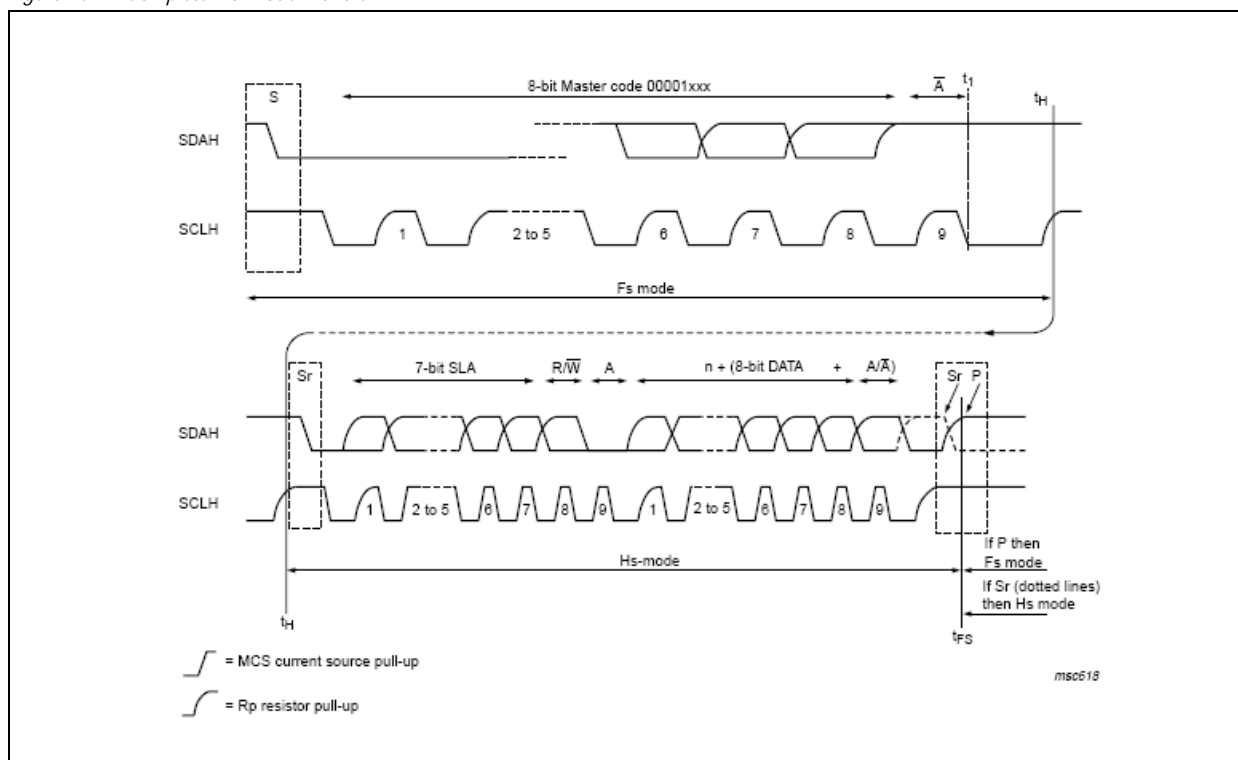 S
8-bit Master code 00001xxx
A̅
t1
tH
SDAH
SCLH
1
2 to 5
6
7
8
9
Fs mode
Sr
7-bit SLA
R/W̅
A
n + (8-bit DATA + A/A̅)
Sr P
SDAH
SCLH
1
2 to 5
6
7
8
9
1
2 to 5
6
7
8
9
If P then
Fs mode
Hs-mode
If Sr (dotted lines)
then Hs mode
tH
tFS
= MCS current source pull-up
msc618
= Rp resistor pull-up